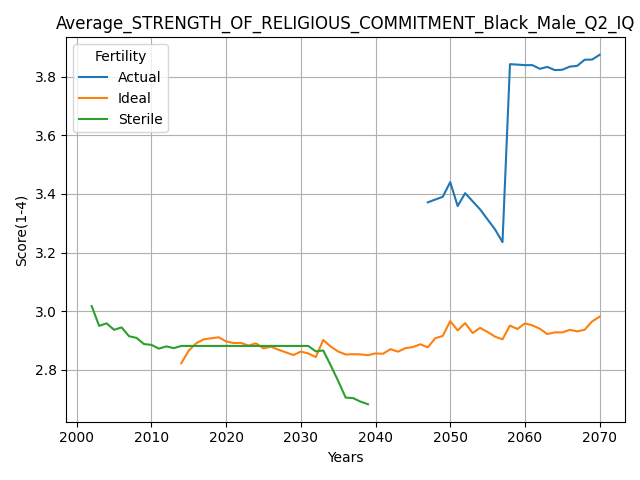 Average_STRENGTH_OF_RELIGIOUS_COMMITMENT_Black_Male_Q2_IQ
Fertility
Actual
Ideal
Sterile
Score(1-4)
3.8
3.6
3.4
3.2
3.0
2.8
2000 2010 2020 2030 2040 2050 2060 2070
Years